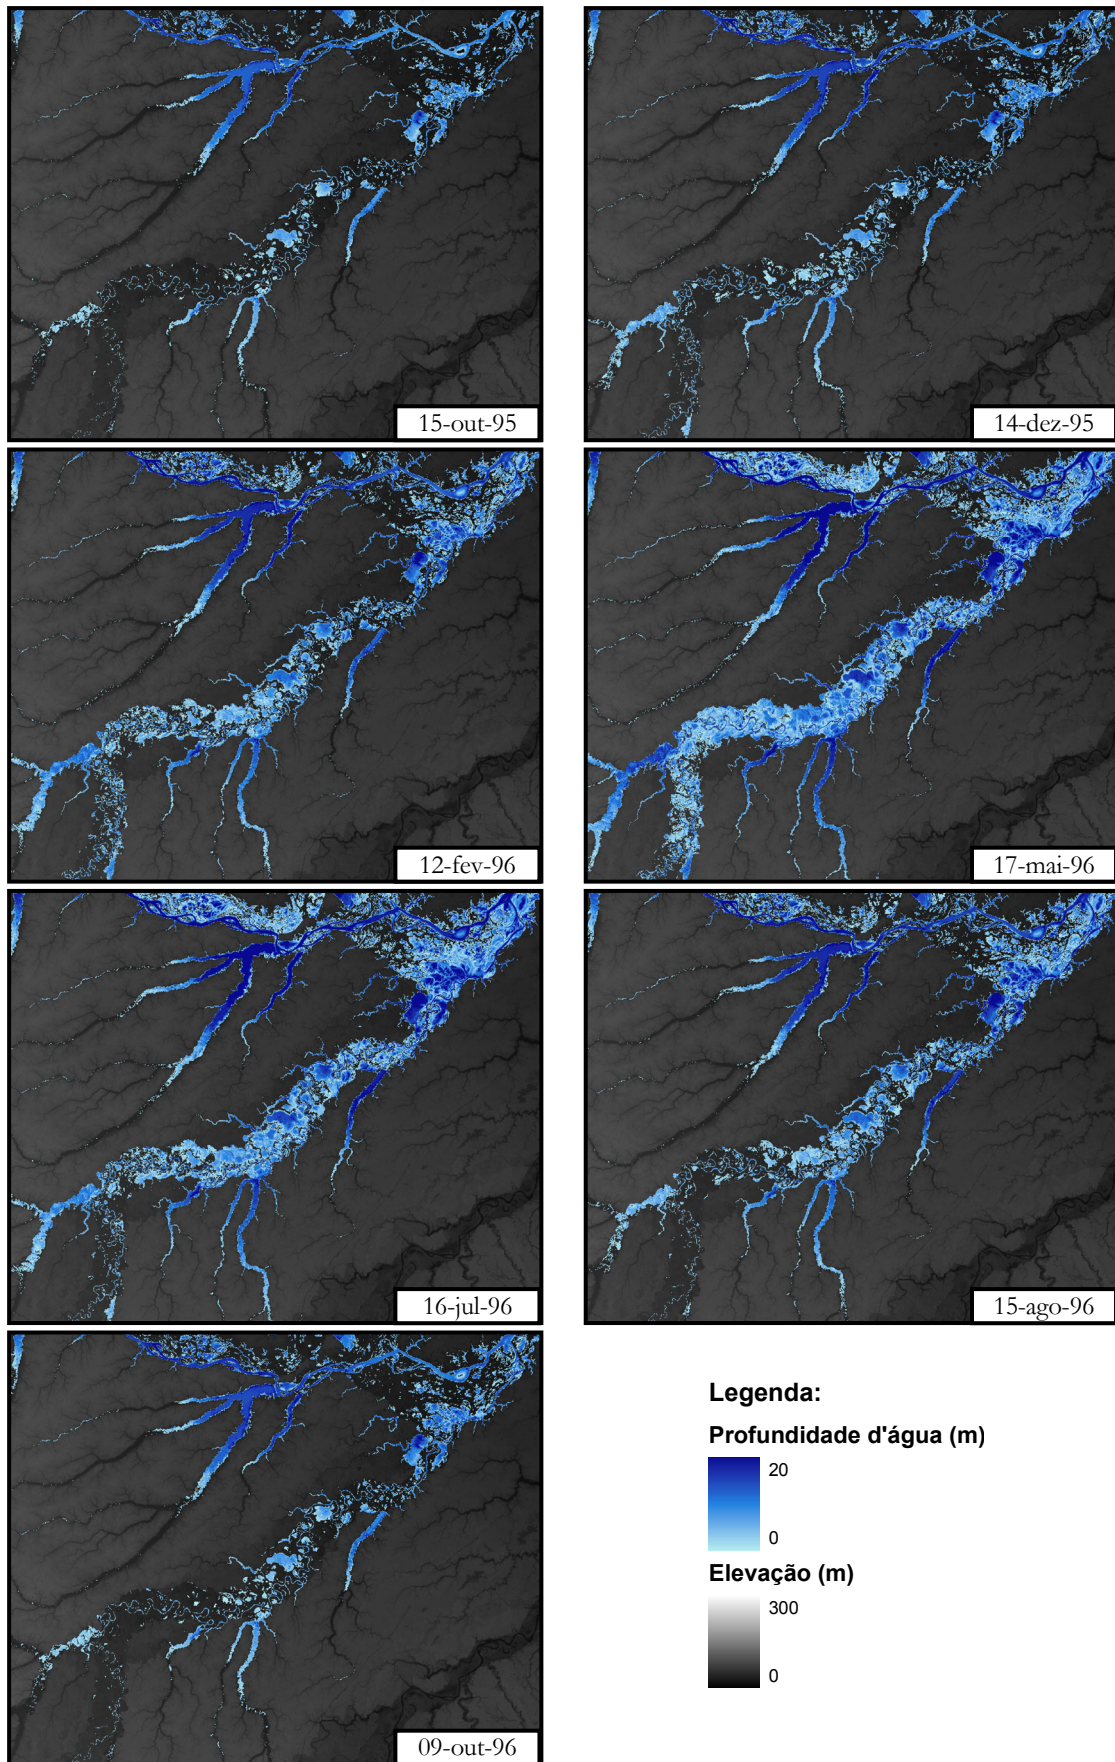 15-out-95
14-dez-95
12-fev-96
17-mai-96
16-jul-96
15-ago-96
09-out-96
Legenda:
Profundidade d'água (m)
20
0
Elevação (m)
300
0